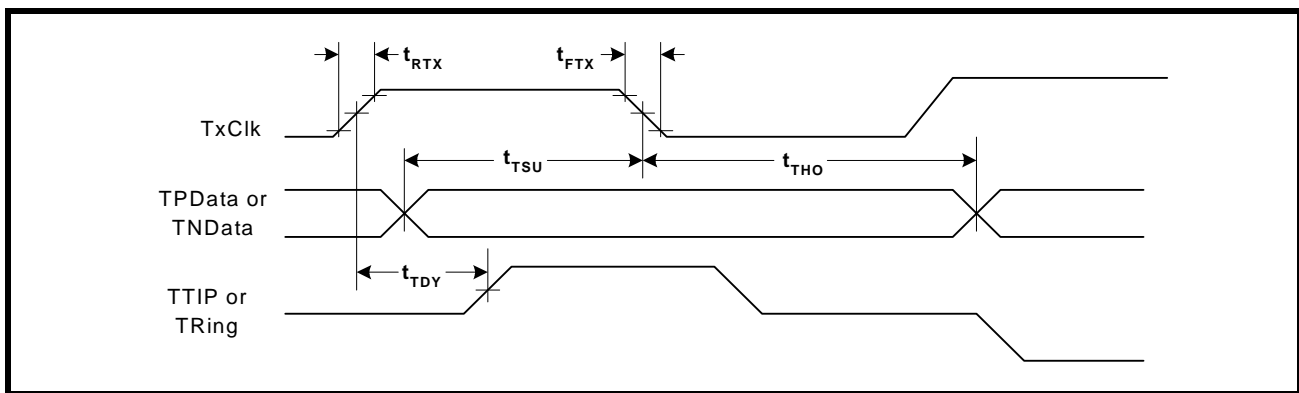 tRTX
tFTX
TxClk
tTSU
tTHO
TPData or
TNData
tTDY
TTIP or
TRing